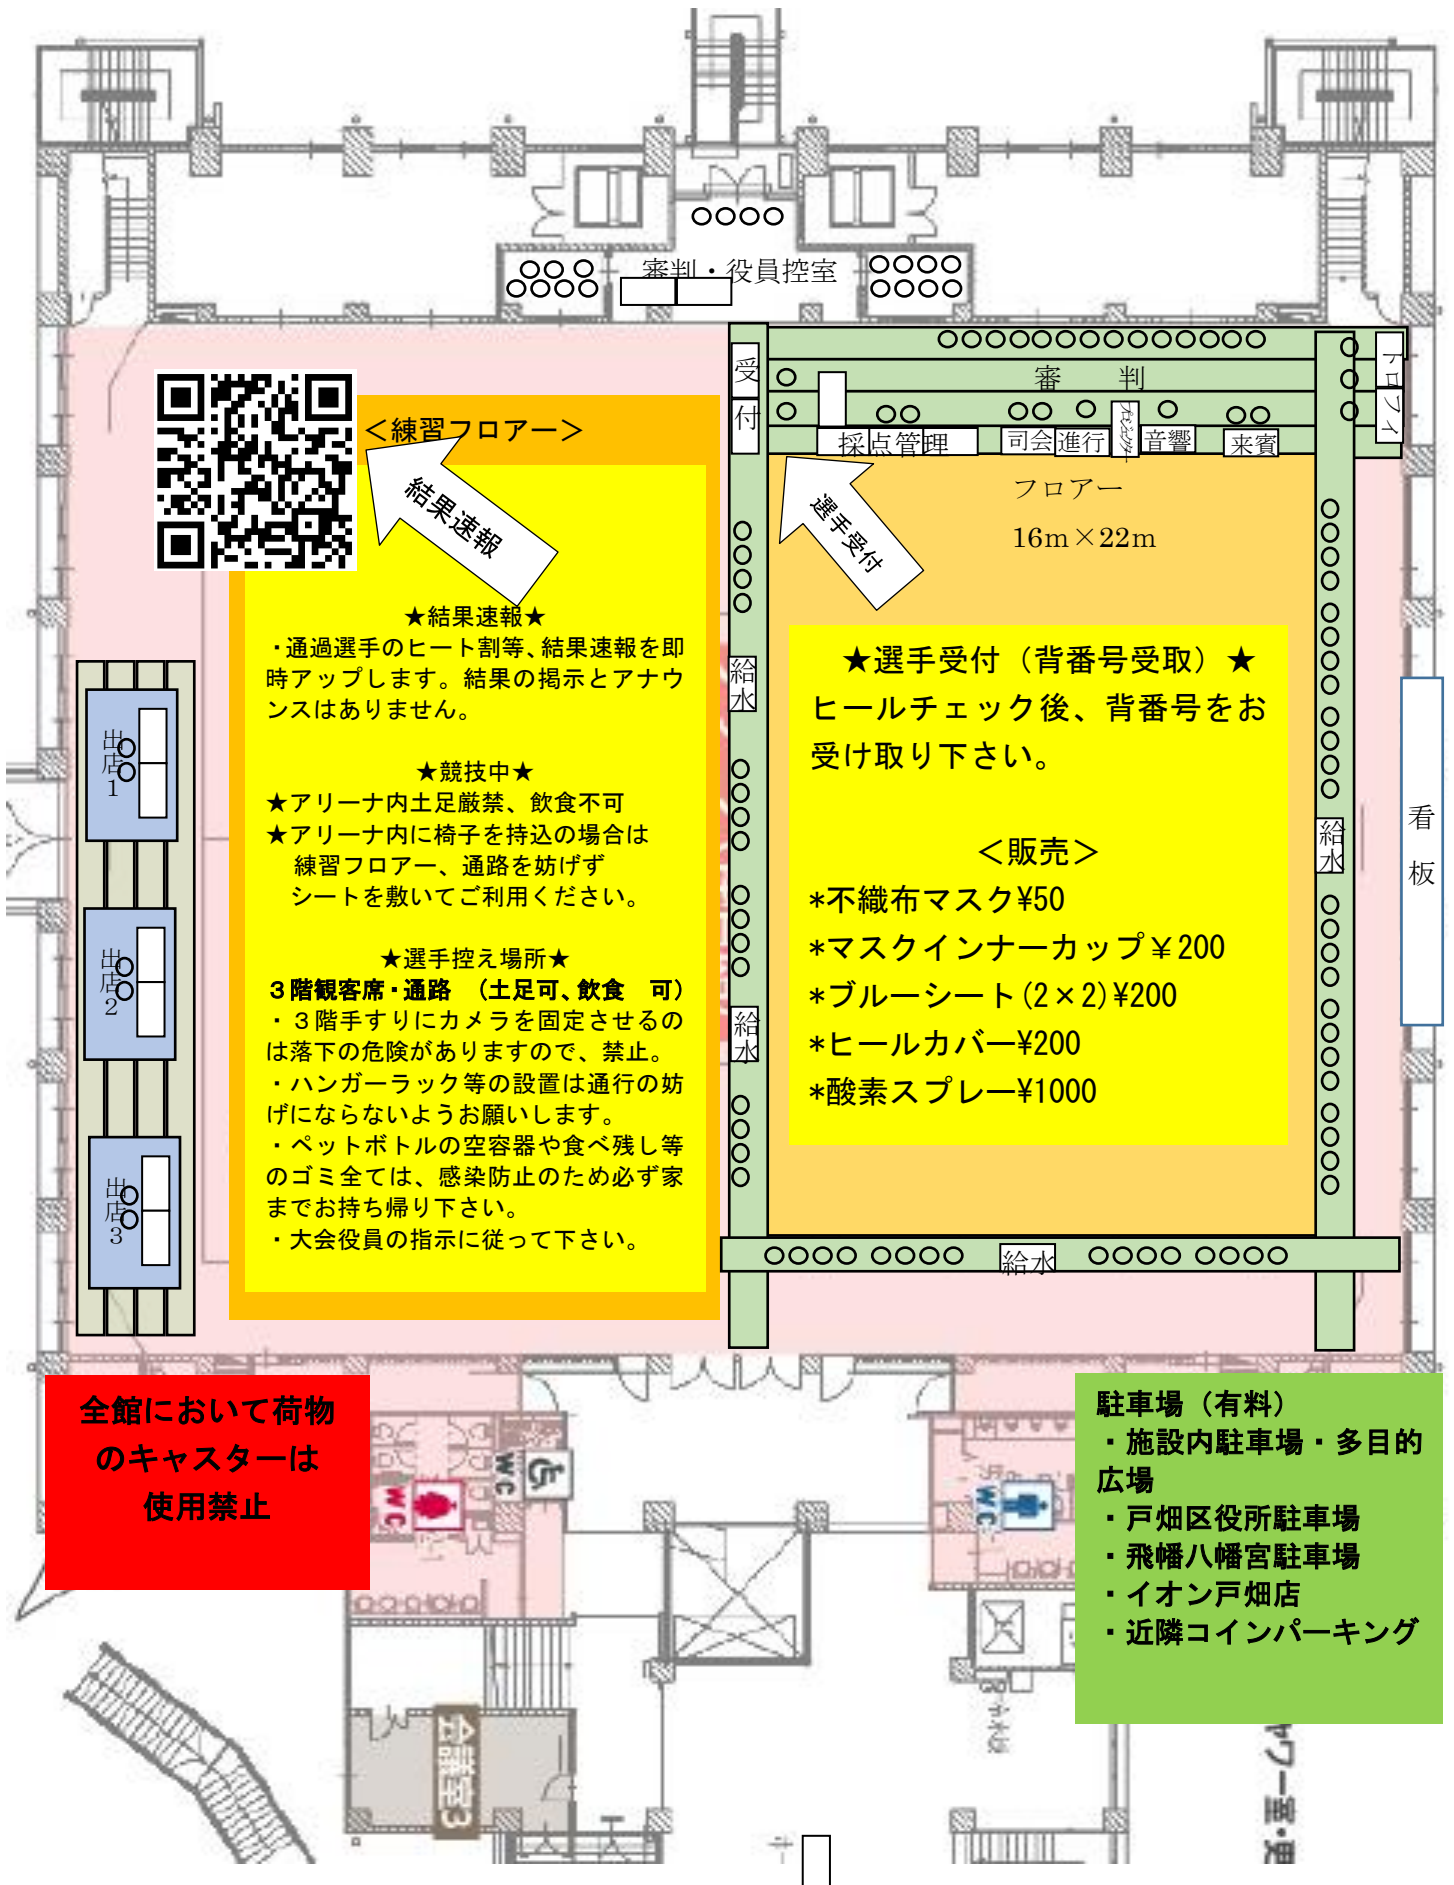 審判・役員控室
受付
審　判
トロフィ
採点管理
司会
進行
音響
来賓
＜練習フロアー＞
結果速報
選手受付
フロアー
16m×22m
★結果速報★
・通過選手のヒート割等、結果速報を即
時アップします。結果の掲示とアナウ
ンスはありません。
★競技中★
★アリーナ内土足厳禁、飲食不可
★アリーナ内に椅子を持込の場合は
練習フロアー、通路を妨げず
シートを敷いてご利用ください。
★選手控え場所★
３階観客席・通路　（土足可、飲食　可）
・３階手すりにカメラを固定させるの
は落下の危険がありますので、禁止。
・ハンガーラック等の設置は通行の妨
げにならないようお願いします。
・ペットボトルの空容器や食べ残し等
のゴミ全ては、感染防止のため必ず家
までお持ち帰り下さい。
・大会役員の指示に従って下さい。
★選手受付（背番号受取）★
ヒールチェック後、背番号をお
受け取り下さい。
＜販売＞
*不織布マスク¥50
*マスクインナーカップ￥200
*ブルーシート(2×2)¥200
*ヒールカバー¥200
*酸素スプレー¥1000
出店1
出店2
出店3
給水
給水
給水
給水
看板
全館において荷物
のキャスターは
使用禁止
駐車場（有料）
・施設内駐車場・多目的
広場
・戸畑区役所駐車場
・飛幡八幡宮駐車場
・イオン戸畑店
・近隣コインパーキング
WC
WC
WC
会議室3
ャワー室・更